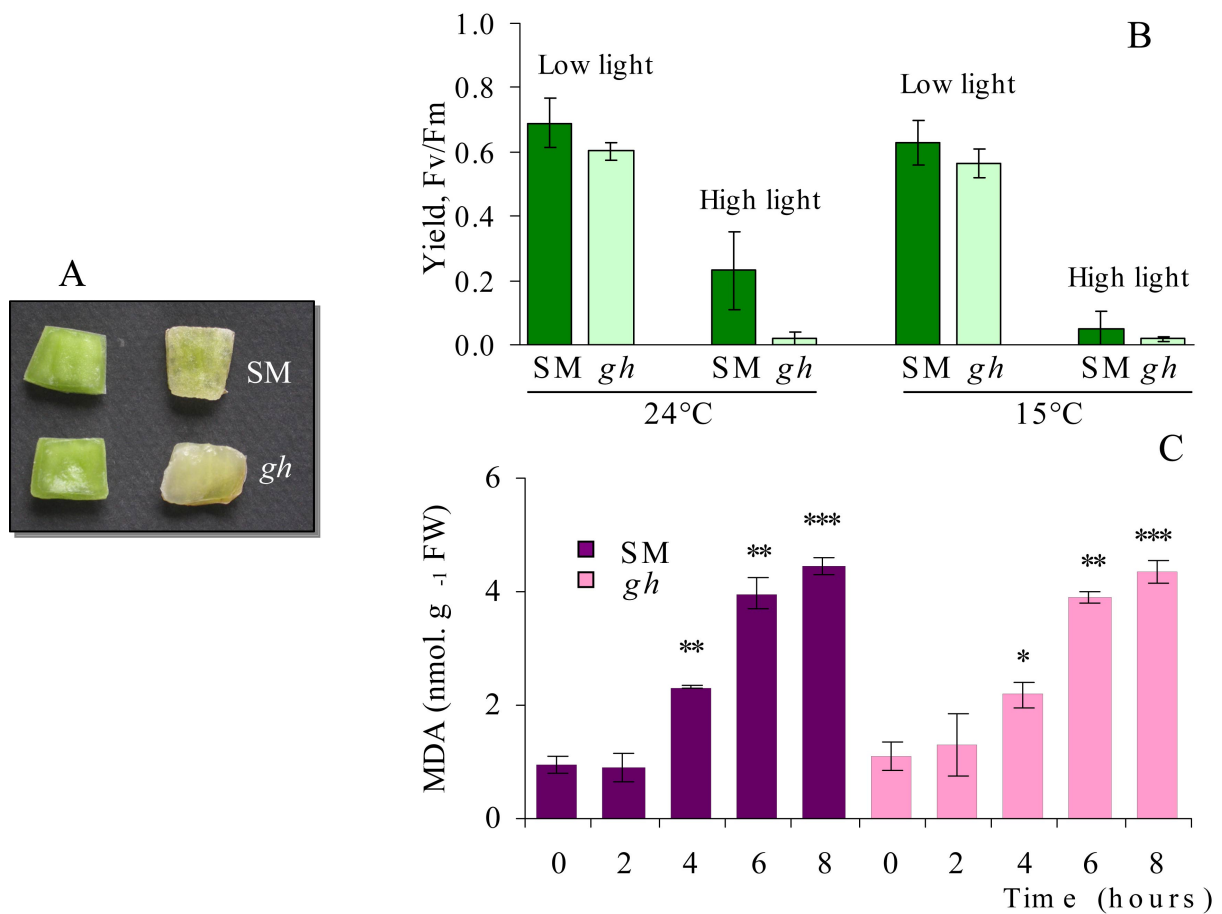 A
SM
gh
B
Yield, Fv/Fm
1.0
0.8
0.6
0.4
0.2
0.0
Low light
High light
Low light
High light
SM gh SM gh SM gh SM gh
24°C 15°C
C
MDA (nmol. g -1 FW)
6
4
2
0
SM
gh
** ** *** * ** ***
0 2 4 6 8 0 2 4 6 8
Time (hours)